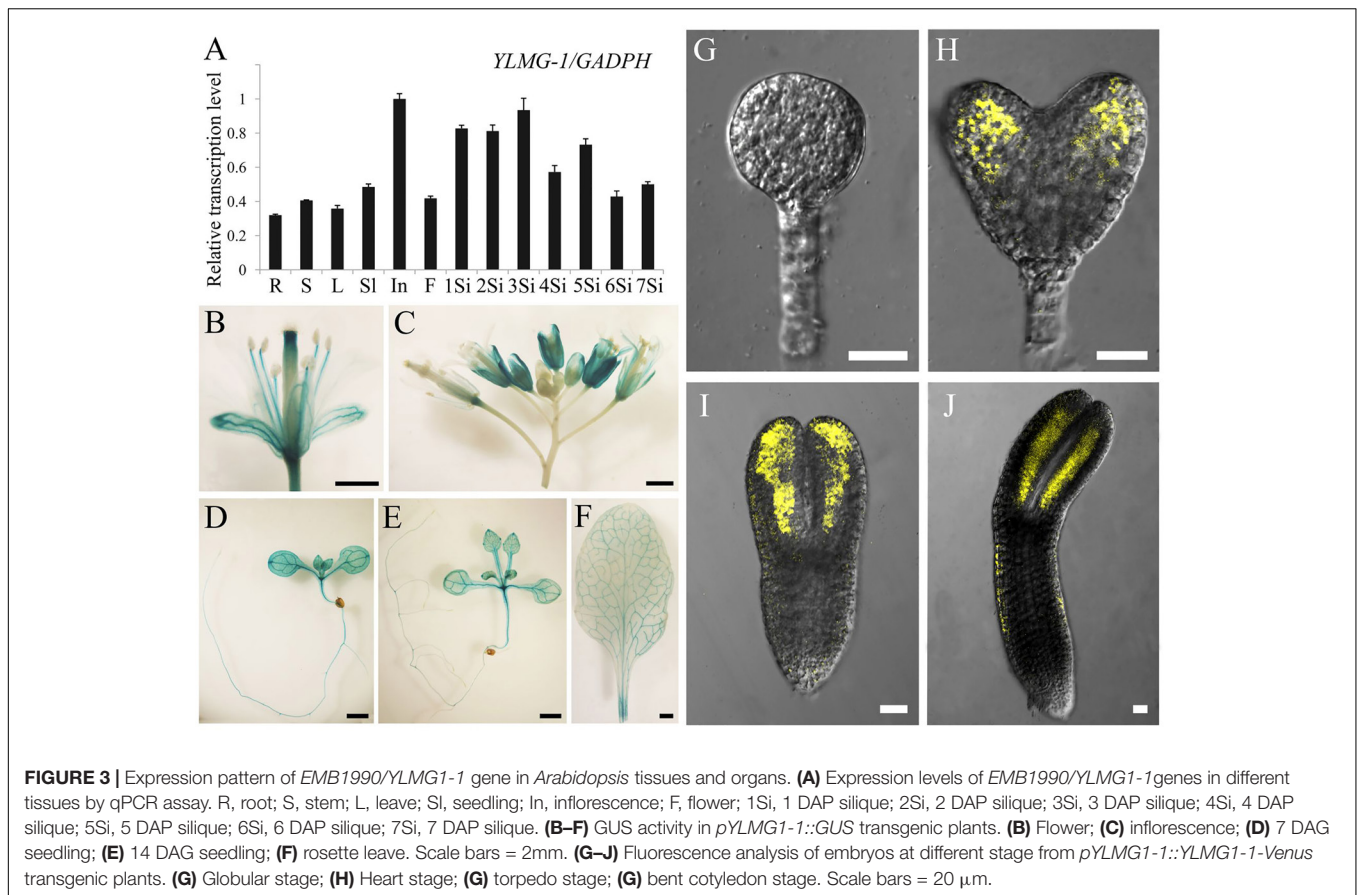 A
YLMG-1/GADPH
Relative transcription level
1
0.8
0.6
0.4
0.2
0
R S L Sl In F 1Si 2Si 3Si 4Si 5Si 6Si 7Si
B
C
D
E
F
G
H
I
J
FIGURE 3 | Expression pattern of EMB1990/YLMG1-1 gene in Arabidopsis tissues and organs. (A) Expression levels of EMB1990/YLMG1-1genes in different
tissues by qPCR assay. R, root; S, stem; L, leave; Sl, seedling; In, inflorescence; F, flower; 1Si, 1 DAP silique; 2Si, 2 DAP silique; 3Si, 3 DAP silique; 4Si, 4 DAP
silique; 5Si, 5 DAP silique; 6Si, 6 DAP silique; 7Si, 7 DAP silique. (B–F) GUS activity in pYLMG1-1::GUS transgenic plants. (B) Flower; (C) inflorescence; (D) 7 DAG
seedling; (E) 14 DAG seedling; (F) rosette leave. Scale bars = 2mm. (G–J) Fluorescence analysis of embryos at different stage from pYLMG1-1::YLMG1-1-Venus
transgenic plants. (G) Globular stage; (H) Heart stage; (G) torpedo stage; (G) bent cotyledon stage. Scale bars = 20 μm.